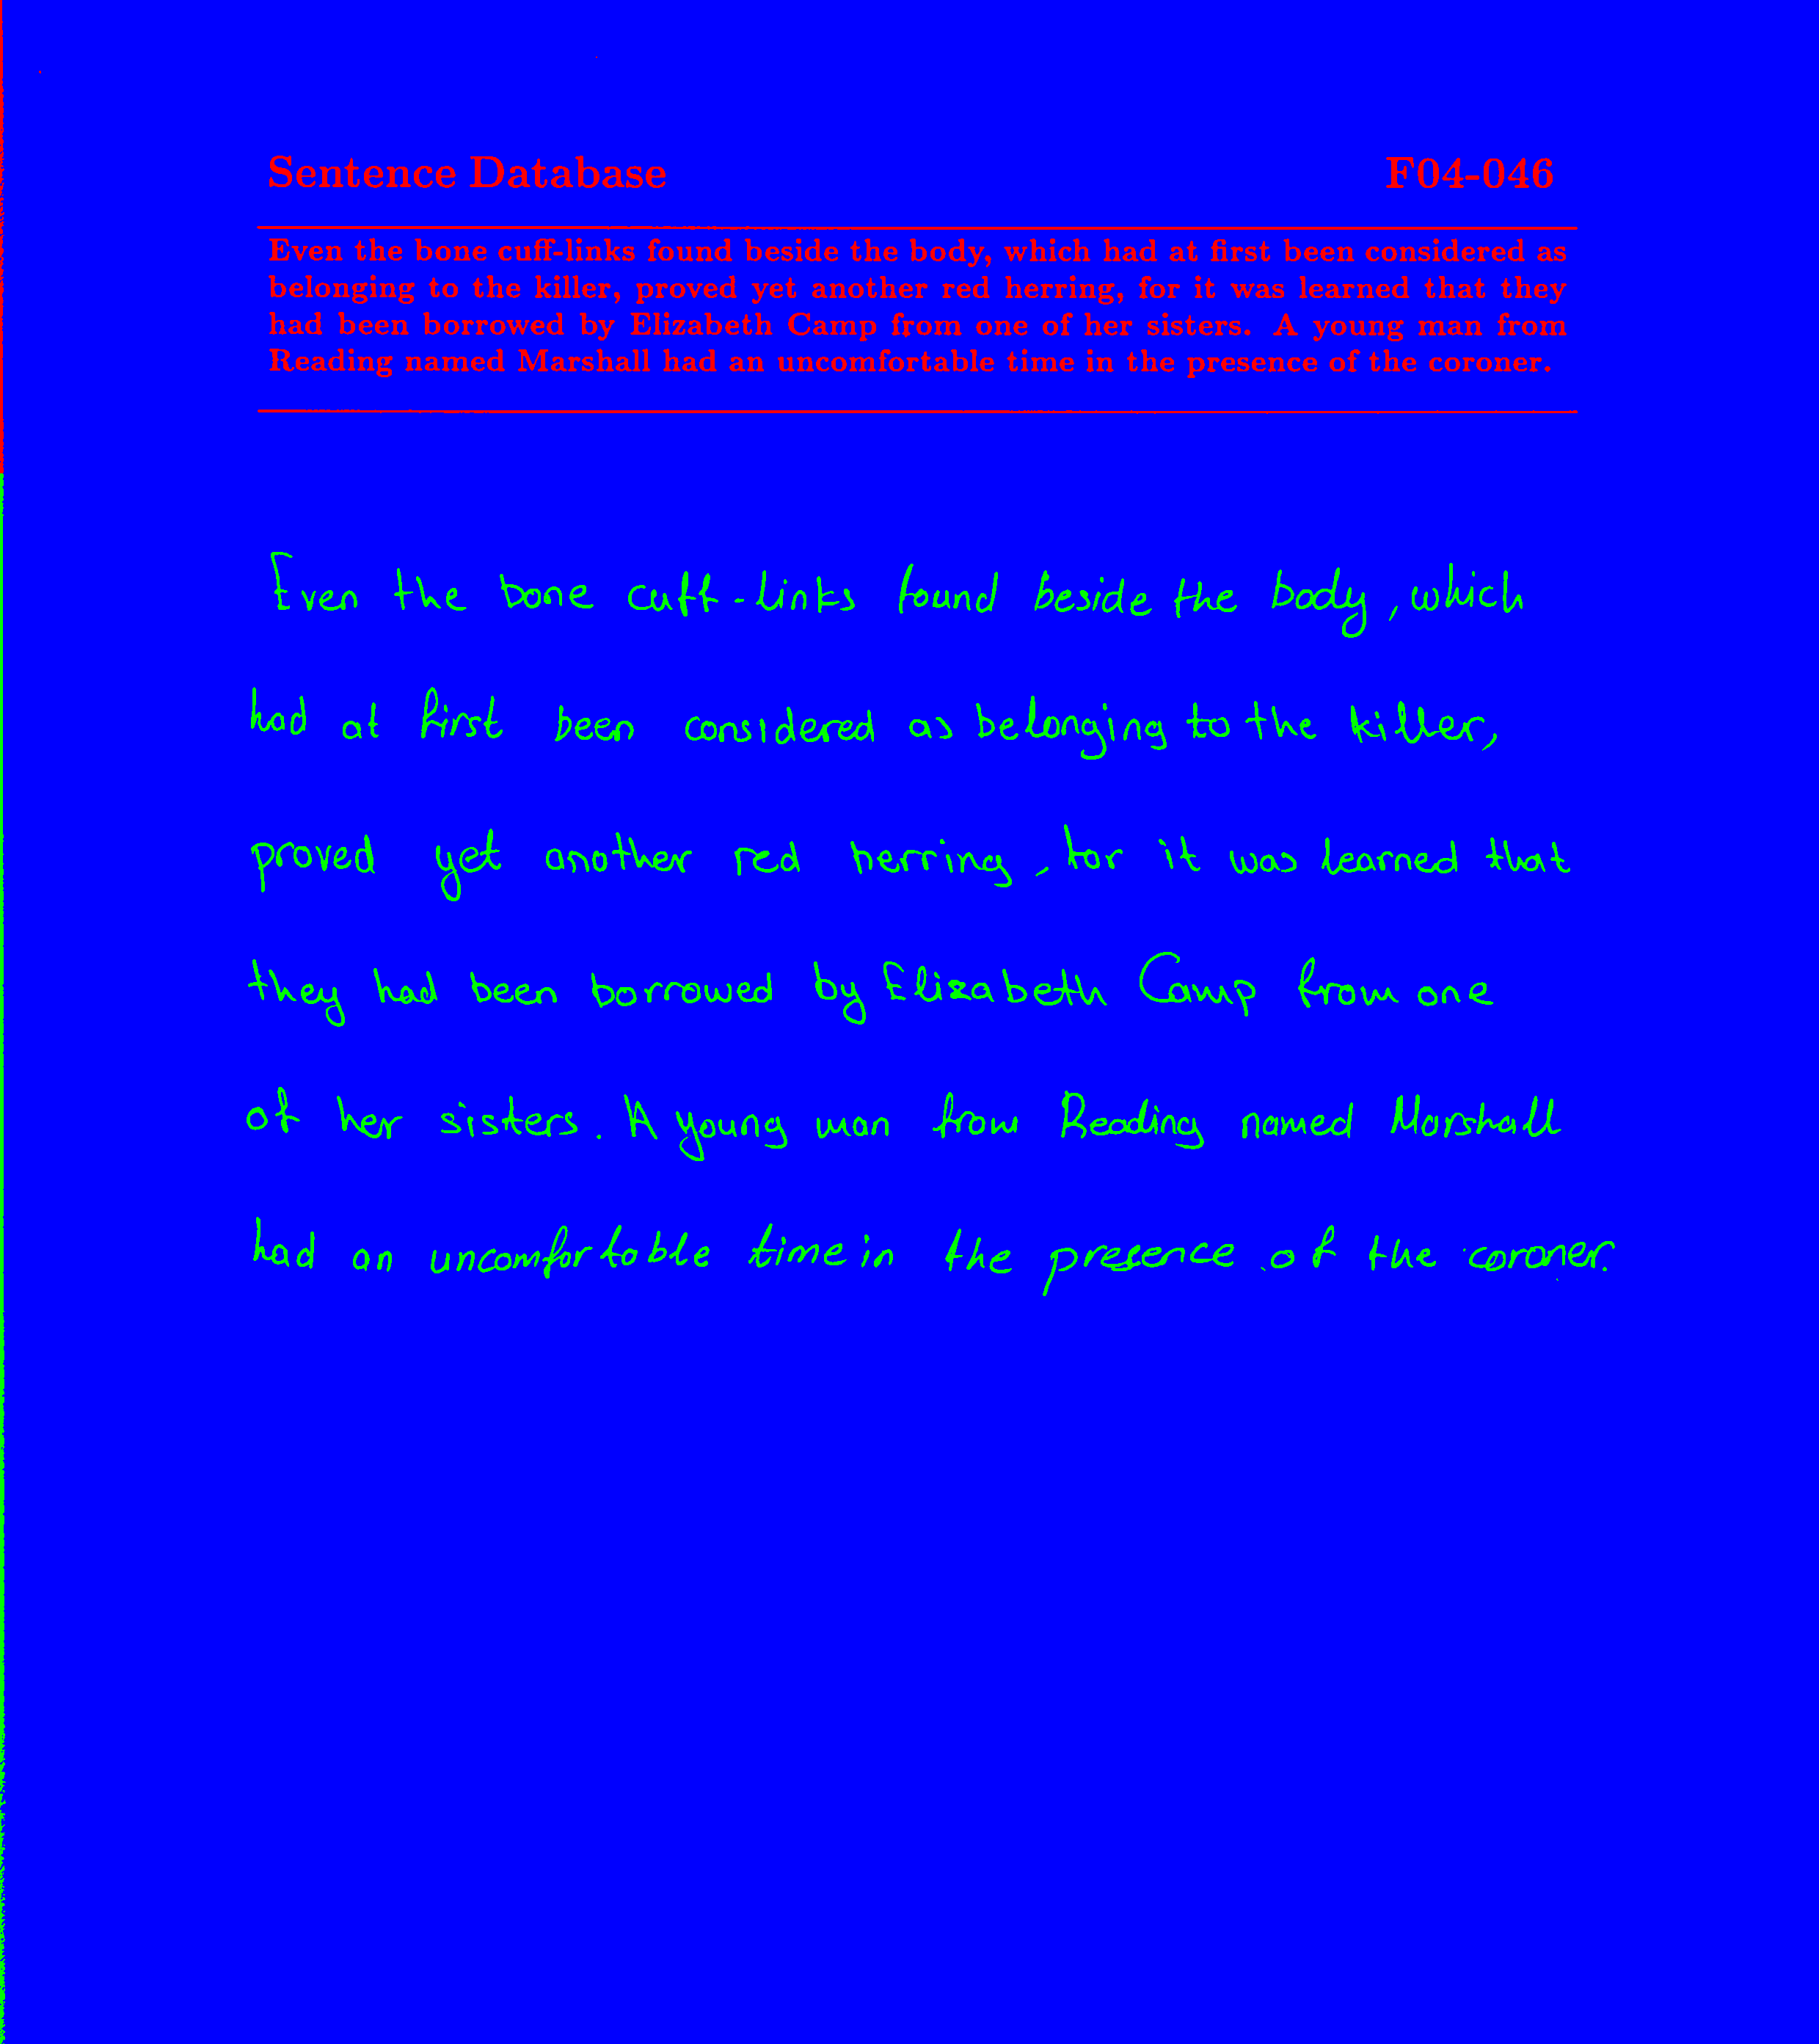 Sentence Database F04-046
Even the bone cuff-links found beside the body, which had at first been considered as
belonging to the killer, proved yet another red herring, for it was learned that they
had been borrowed by Elizabeth Camp from one of her sisters. A young man from
Reading named Marshall had an uncomfortable time in the presence of the coroner.
Even the bone cuff-links found beside the body, which
had at first been considered as belonging to the killer,
proved yet another red herring, for it was learned that
they had been borrowed by Elizabeth Camp from one
of her sisters. A young man from Reading named Marshall
had an uncomfortable time in the presence of the coroner.